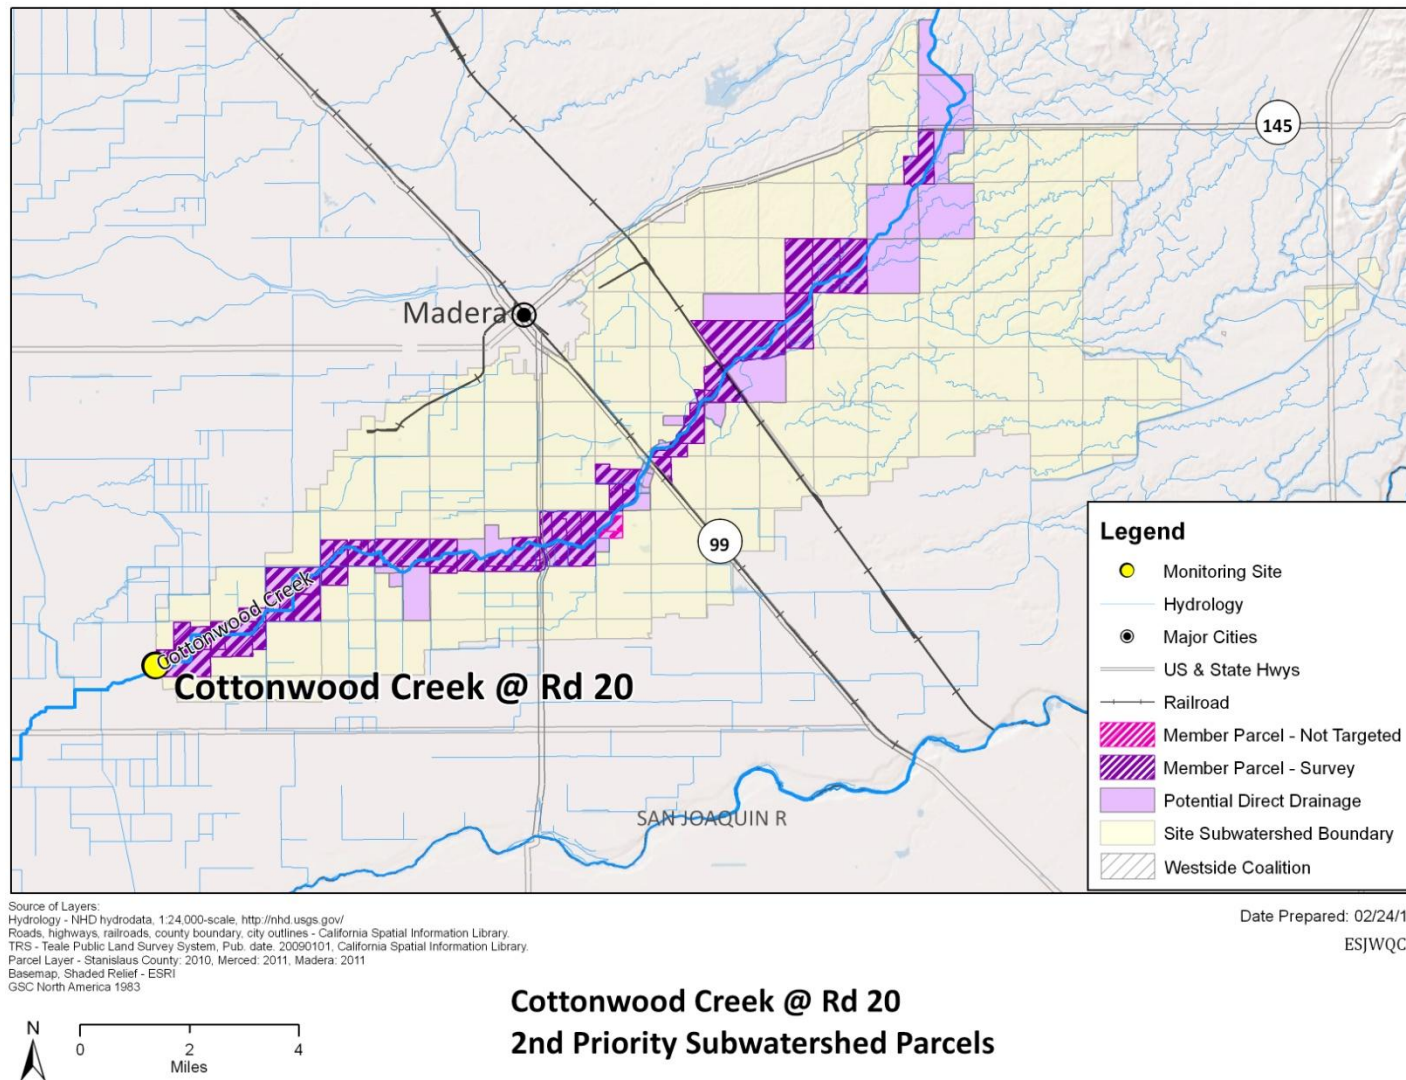 145
Madera
99
Cottonwood Creek
Cottonwood Creek @ Rd 20
SAN JOAQUIN R
Legend
Monitoring Site
Hydrology
Major Cities
US & State Hwys
Railroad
Member Parcel - Not Targeted
Member Parcel - Survey
Potential Direct Drainage
Site Subwatershed Boundary
Westside Coalition
Source of Layers:
Hydrology - NHD hydrodata, 1:24,000-scale, http://nhd.usgs.gov/
Roads, highways, railroads, county boundary, city outlines - California Spatial Information Library.
TRS - Teale Public Land Survey System, Pub. date. 20090101, California Spatial Information Library.
Parcel Layer - Stanislaus County: 2010, Merced: 2011, Madera: 2011
Basemap, Shaded Relief - ESRI
GSC North America 1983
Date Prepared: 02/24/1
ESJWQC
N
0 2 4
Miles
Cottonwood Creek @ Rd 20
2nd Priority Subwatershed Parcels